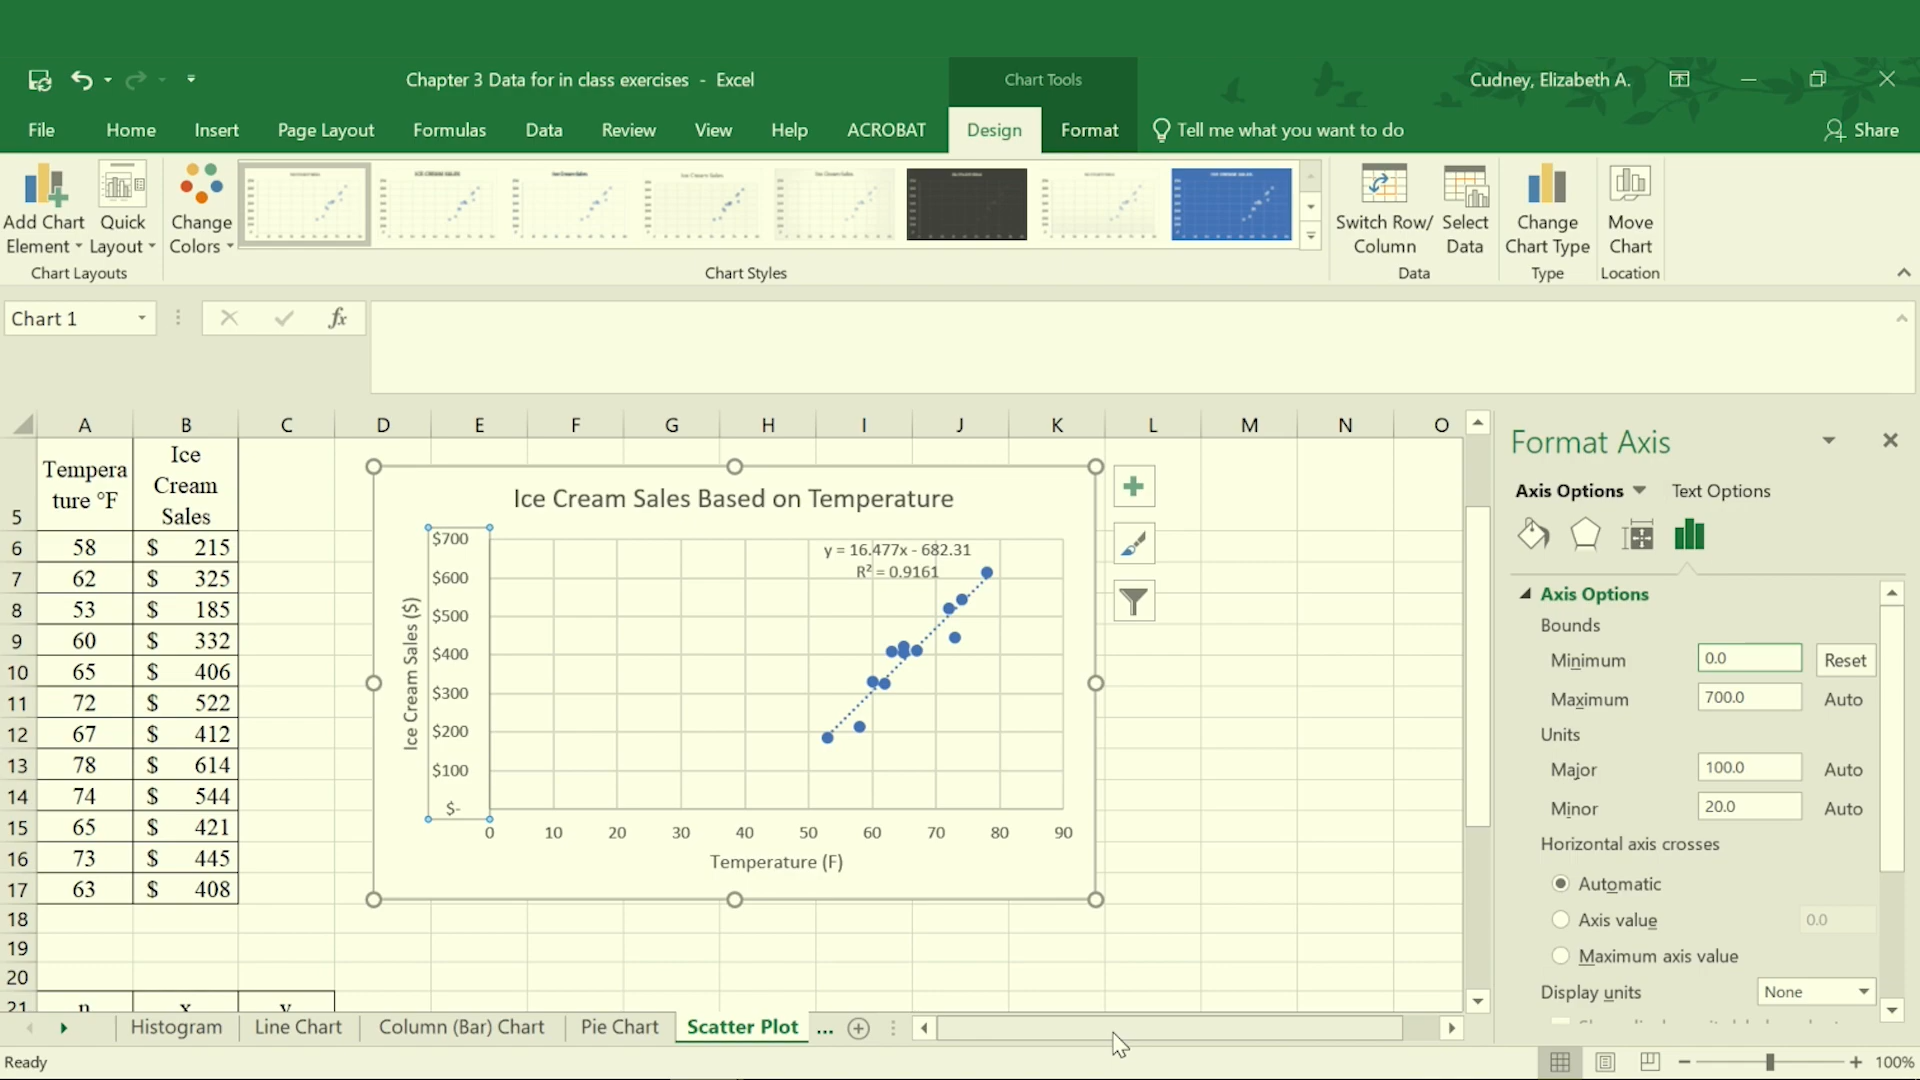 Chapter 3 Data for in class exercises - Excel
Chart Tools
Cudney, Elizabeth A.
File Home Insert Page Layout Formulas Data Review View Help ACROBAT Design Format Tell me what you want to do Share
Add Chart Element
Quick Layout
Change Colors
Switch Row/ Column
Select Data
Change Chart Type
Move Chart
Chart Layouts Chart Styles Data Type Location
Chart 1 fx
A B C D E F G H I J K L M N O
5 Tempera ture °F Ice Cream Sales
6 58 $ 215
7 62 $ 325
8 53 $ 185
9 60 $ 332
10 65 $ 406
11 72 $ 522
12 67 $ 412
13 78 $ 614
14 74 $ 544
15 65 $ 421
16 73 $ 445
17 63 $ 408
18
19
20
21 n x y
Ice Cream Sales Based on Temperature
y = 16.477x - 682.31
R² = 0.9161
Ice Cream Sales ($)
$700
$600
$500
$400
$300
$200
$100
$-
0 10 20 30 40 50 60 70 80 90
Temperature (F)
Format Axis
Axis Options Text Options
Axis Options
Bounds
Minimum 0.0 Reset
Maximum 700.0 Auto
Units
Major 100.0 Auto
Minor 20.0 Auto
Horizontal axis crosses
Automatic
Axis value 0.0
Maximum axis value
Display units None
Histogram Line Chart Column (Bar) Chart Pie Chart Scatter Plot ...
Ready
100%